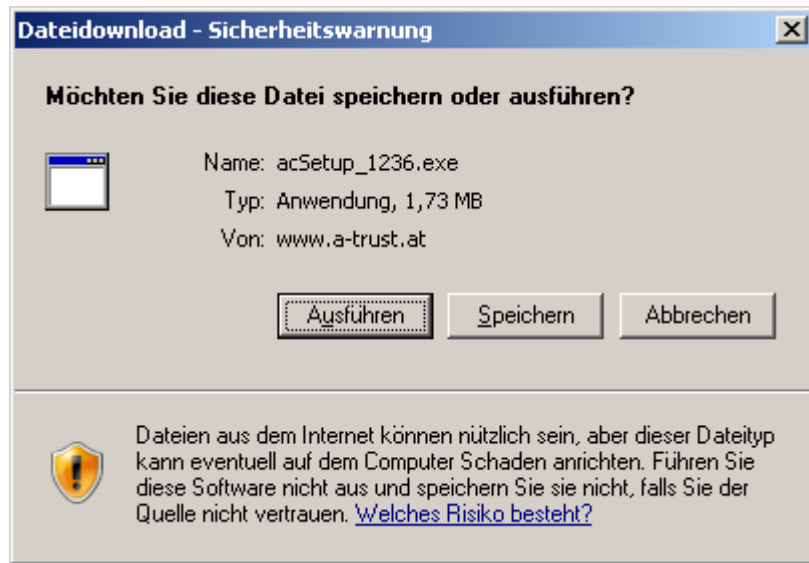 Dateidownload - Sicherheitswarnung
Möchten Sie diese Datei speichern oder ausführen?
Name: acSetup_1236.exe
Typ: Anwendung, 1,73 MB
Von: www.a-trust.at
Ausführen Speichern Abbrechen
Dateien aus dem Internet können nützlich sein, aber dieser Dateityp
kann eventuell auf dem Computer Schaden anrichten. Führen Sie
diese Software nicht aus und speichern Sie sie nicht, falls Sie der
Quelle nicht vertrauen. Welches Risiko besteht?